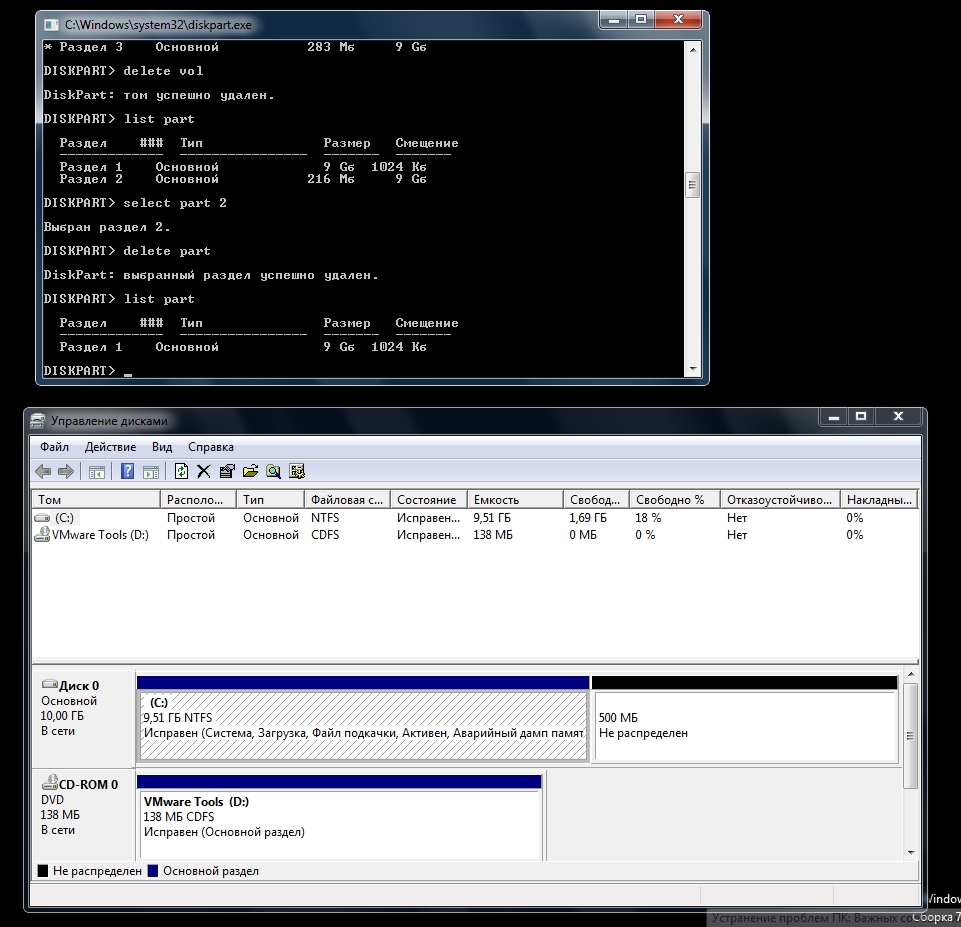 C:\Windows\system32\diskpart.exe
* Раздел 3 Основной 283 Mб 9 Gб
DISKPART> delete vol
DiskPart: том успешно удален.
DISKPART> list part
Раздел ### Тип Размер Смещение
Раздел 1 Основной 9 Gб 1024 Kб
Раздел 2 Основной 216 Mб 9 Gб
DISKPART> select part 2
Выбран раздел 2.
DISKPART> delete part
DiskPart: выбранный раздел успешно удален.
DISKPART> list part
Раздел ### Тип Размер Смещение
Раздел 1 Основной 9 Gб 1024 Kб
DISKPART> _
Управление дисками
Файл Действие Вид Справка
Том Располо... Тип Файловая с... Состояние Емкость Свобод... Свободно % Отказоустойчиво... Накладны...
(C:) Простой Основной NTFS Исправен... 9,51 ГБ 1,69 ГБ 18 % Нет 0%
VMware Tools (D:) Простой Основной CDFS Исправен... 138 МБ 0 МБ 0 % Нет 0%
Диск 0
Основной
10,00 ГБ
В сети
(C:)
9,51 ГБ NTFS
Исправен (Система, Загрузка, Файл подкачки, Активен, Аварийный дамп памят
500 МБ
Не распределен
CD-ROM 0
DVD
138 МБ
В сети
VMware Tools (D:)
138 МБ CDFS
Исправен (Основной раздел)
Не распределен Основной раздел
Windows
Устранение проблем ПК: Важных
Сборка 7